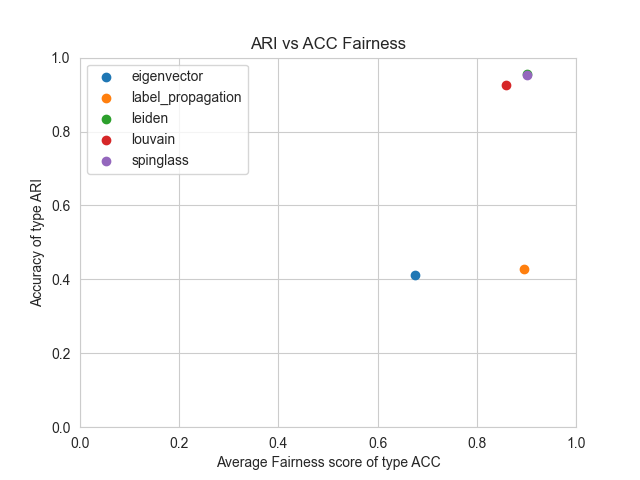 ARI vs ACC Fairness
eigenvector
label_propagation
leiden
louvain
spinglass
1.0
0.8
0.6
0.4
0.2
0.0
Accuracy of type ARI
0.0 0.2 0.4 0.6 0.8 1.0
Average Fairness score of type ACC